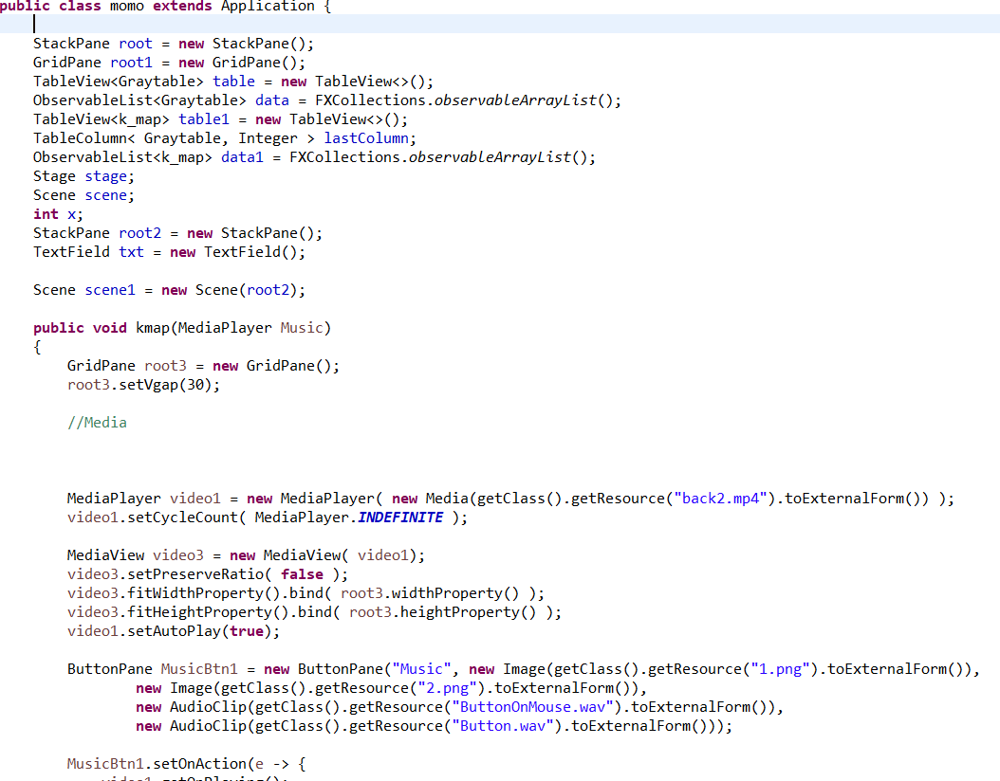 public class momo extends Application {
StackPane root = new StackPane();
GridPane root1 = new GridPane();
TableView<Graytable> table = new TableView<>();
ObservableList<Graytable> data = FXCollections.observableArrayList();
TableView<k_map> table1 = new TableView<>();
TableColumn< Graytable, Integer > lastColumn;
ObservableList<k_map> data1 = FXCollections.observableArrayList();
Stage stage;
Scene scene;
int x;
StackPane root2 = new StackPane();
TextField txt = new TextField();
Scene scene1 = new Scene(root2);
public void kmap(MediaPlayer Music)
{
GridPane root3 = new GridPane();
root3.setVgap(30);
//Media
MediaPlayer video1 = new MediaPlayer( new Media(getClass().getResource("back2.mp4").toExternalForm()) );
video1.setCycleCount( MediaPlayer.INDEFINITE );
MediaView video3 = new MediaView( video1);
video3.setPreserveRatio( false );
video3.fitWidthProperty().bind( root3.widthProperty() );
video3.fitHeightProperty().bind( root3.heightProperty() );
video1.setAutoPlay(true);
ButtonPane MusicBtn1 = new ButtonPane("Music", new Image(getClass().getResource("1.png").toExternalForm()),
new Image(getClass().getResource("2.png").toExternalForm()),
new AudioClip(getClass().getResource("ButtonOnMouse.wav").toExternalForm()),
new AudioClip(getClass().getResource("Button.wav").toExternalForm()));
MusicBtn1.setOnAction(e -> {